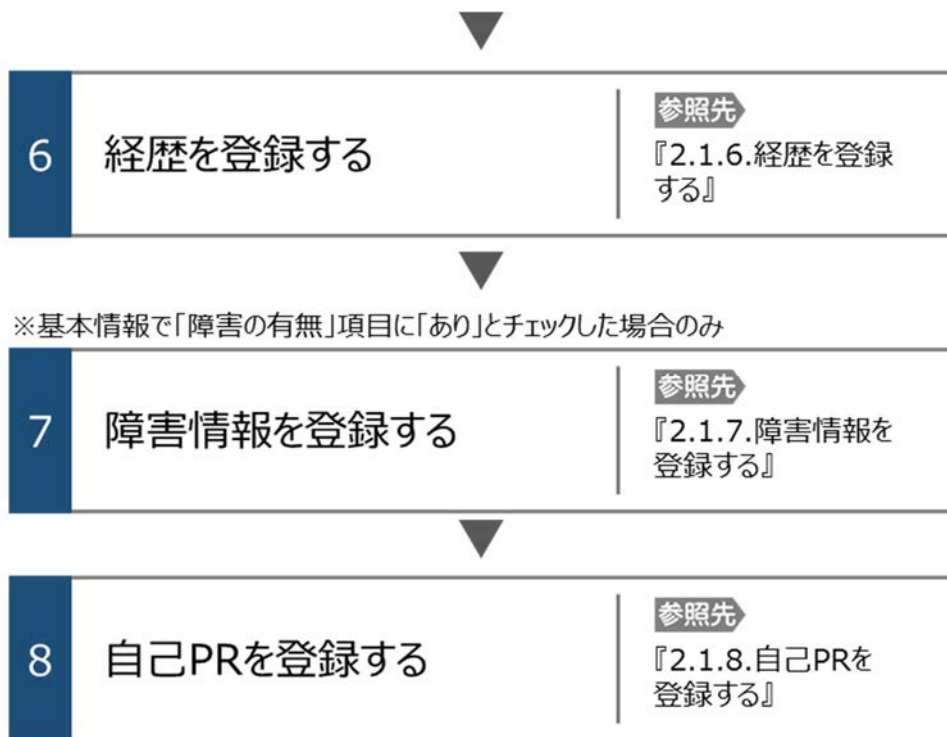 6
経歴を登録する
参照先
『2.1.6.経歴を登録
する』
※基本情報で「障害の有無」項目に「あり」とチェックした場合のみ
7
障害情報を登録する
参照先
『2.1.7.障害情報を
登録する』
8
自己PRを登録する
参照先
『2.1.8.自己PRを
登録する』